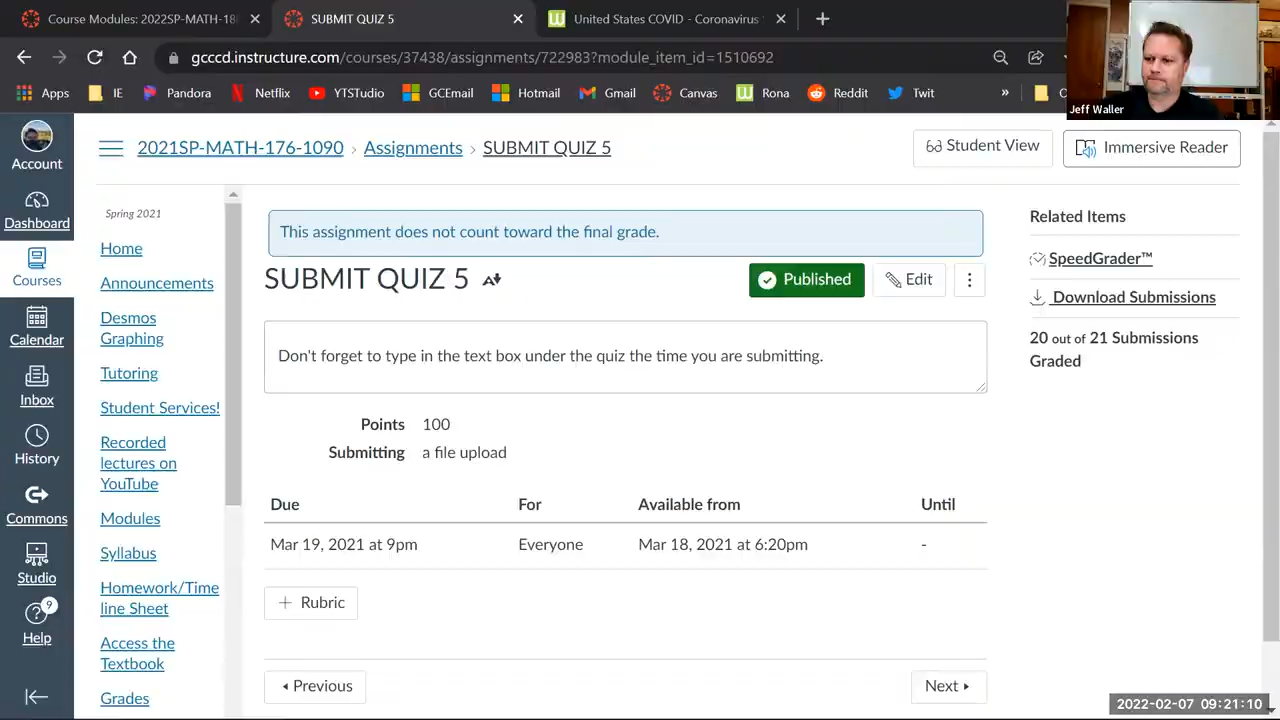 Course Modules: 2022SP-MATH-18
SUBMIT QUIZ 5
United States COVID - Coronavirus
gcccd.instructure.com/courses/37438/assignments/722983?module_item_id=1510692
Apps
IE
Pandora
Netflix
YTStudio
GCEmail
Hotmail
Gmail
Canvas
Rona
Reddit
Twit
»
Jeff Waller
Account
Dashboard
Courses
Calendar
Inbox
History
Commons
Studio
9
Help
2021SP-MATH-176-1090 › Assignments › SUBMIT QUIZ 5
Student View
Immersive Reader
Spring 2021
Home
Announcements
Desmos
Graphing
Tutoring
Student Services!
Recorded
lectures on
YouTube
Modules
Syllabus
Homework/Time
line Sheet
Access the
Textbook
Grades
This assignment does not count toward the final grade.
SUBMIT QUIZ 5
Published
Edit
Don't forget to type in the text box under the quiz the time you are submitting.
Points 100
Submitting a file upload
Due For Available from Until
Mar 19, 2021 at 9pm Everyone Mar 18, 2021 at 6:20pm -
+ Rubric
Previous
Next
Related Items
SpeedGrader™
Download Submissions
20 out of 21 Submissions
Graded
2022-02-07 09:21:10